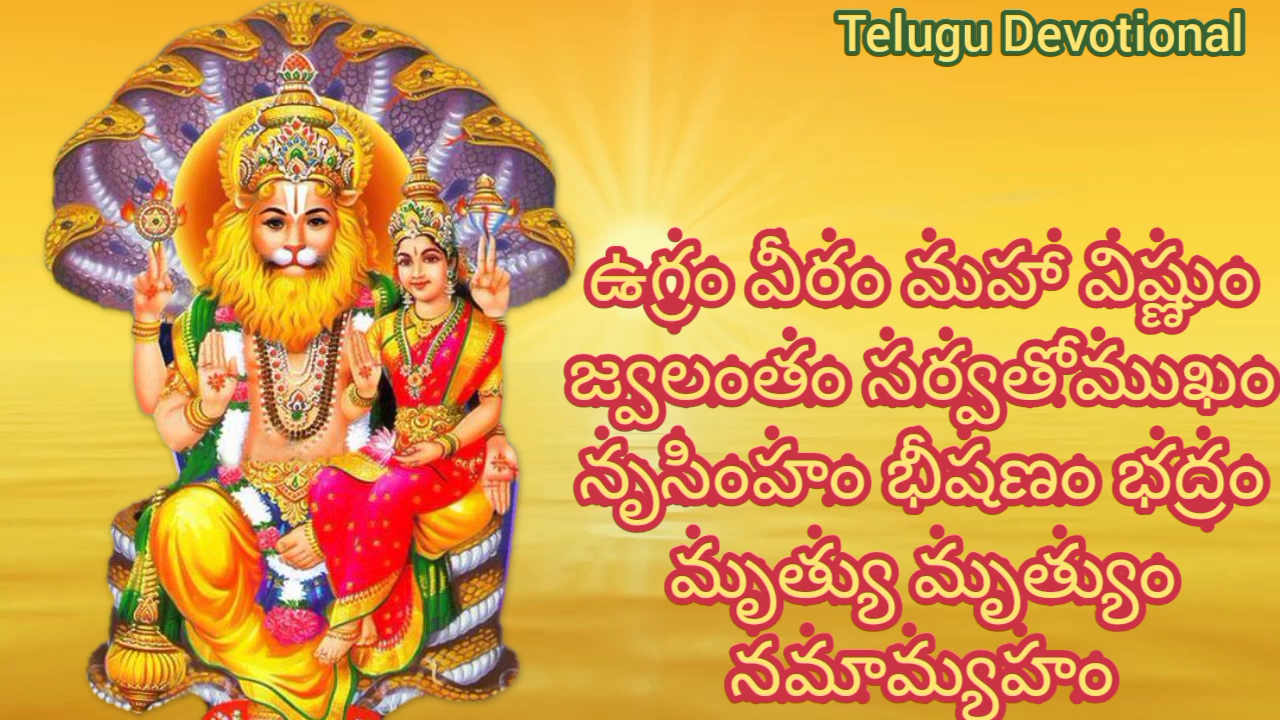 Telugu Devotional
ఉగ్రం వీరం మహా విష్ణుం
జ్వలంతం సర్వతోముఖం
నృసింహం భీషణం భద్రం
మృత్యు మృత్యుం
నమామ్యహం